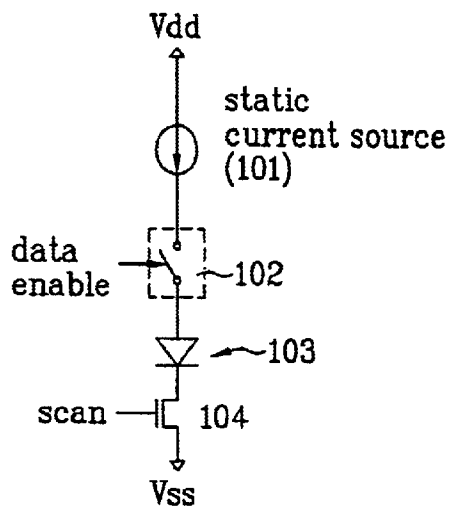 Vdd
static
current source
(101)
data
enable
102
103
scan
104
Vss